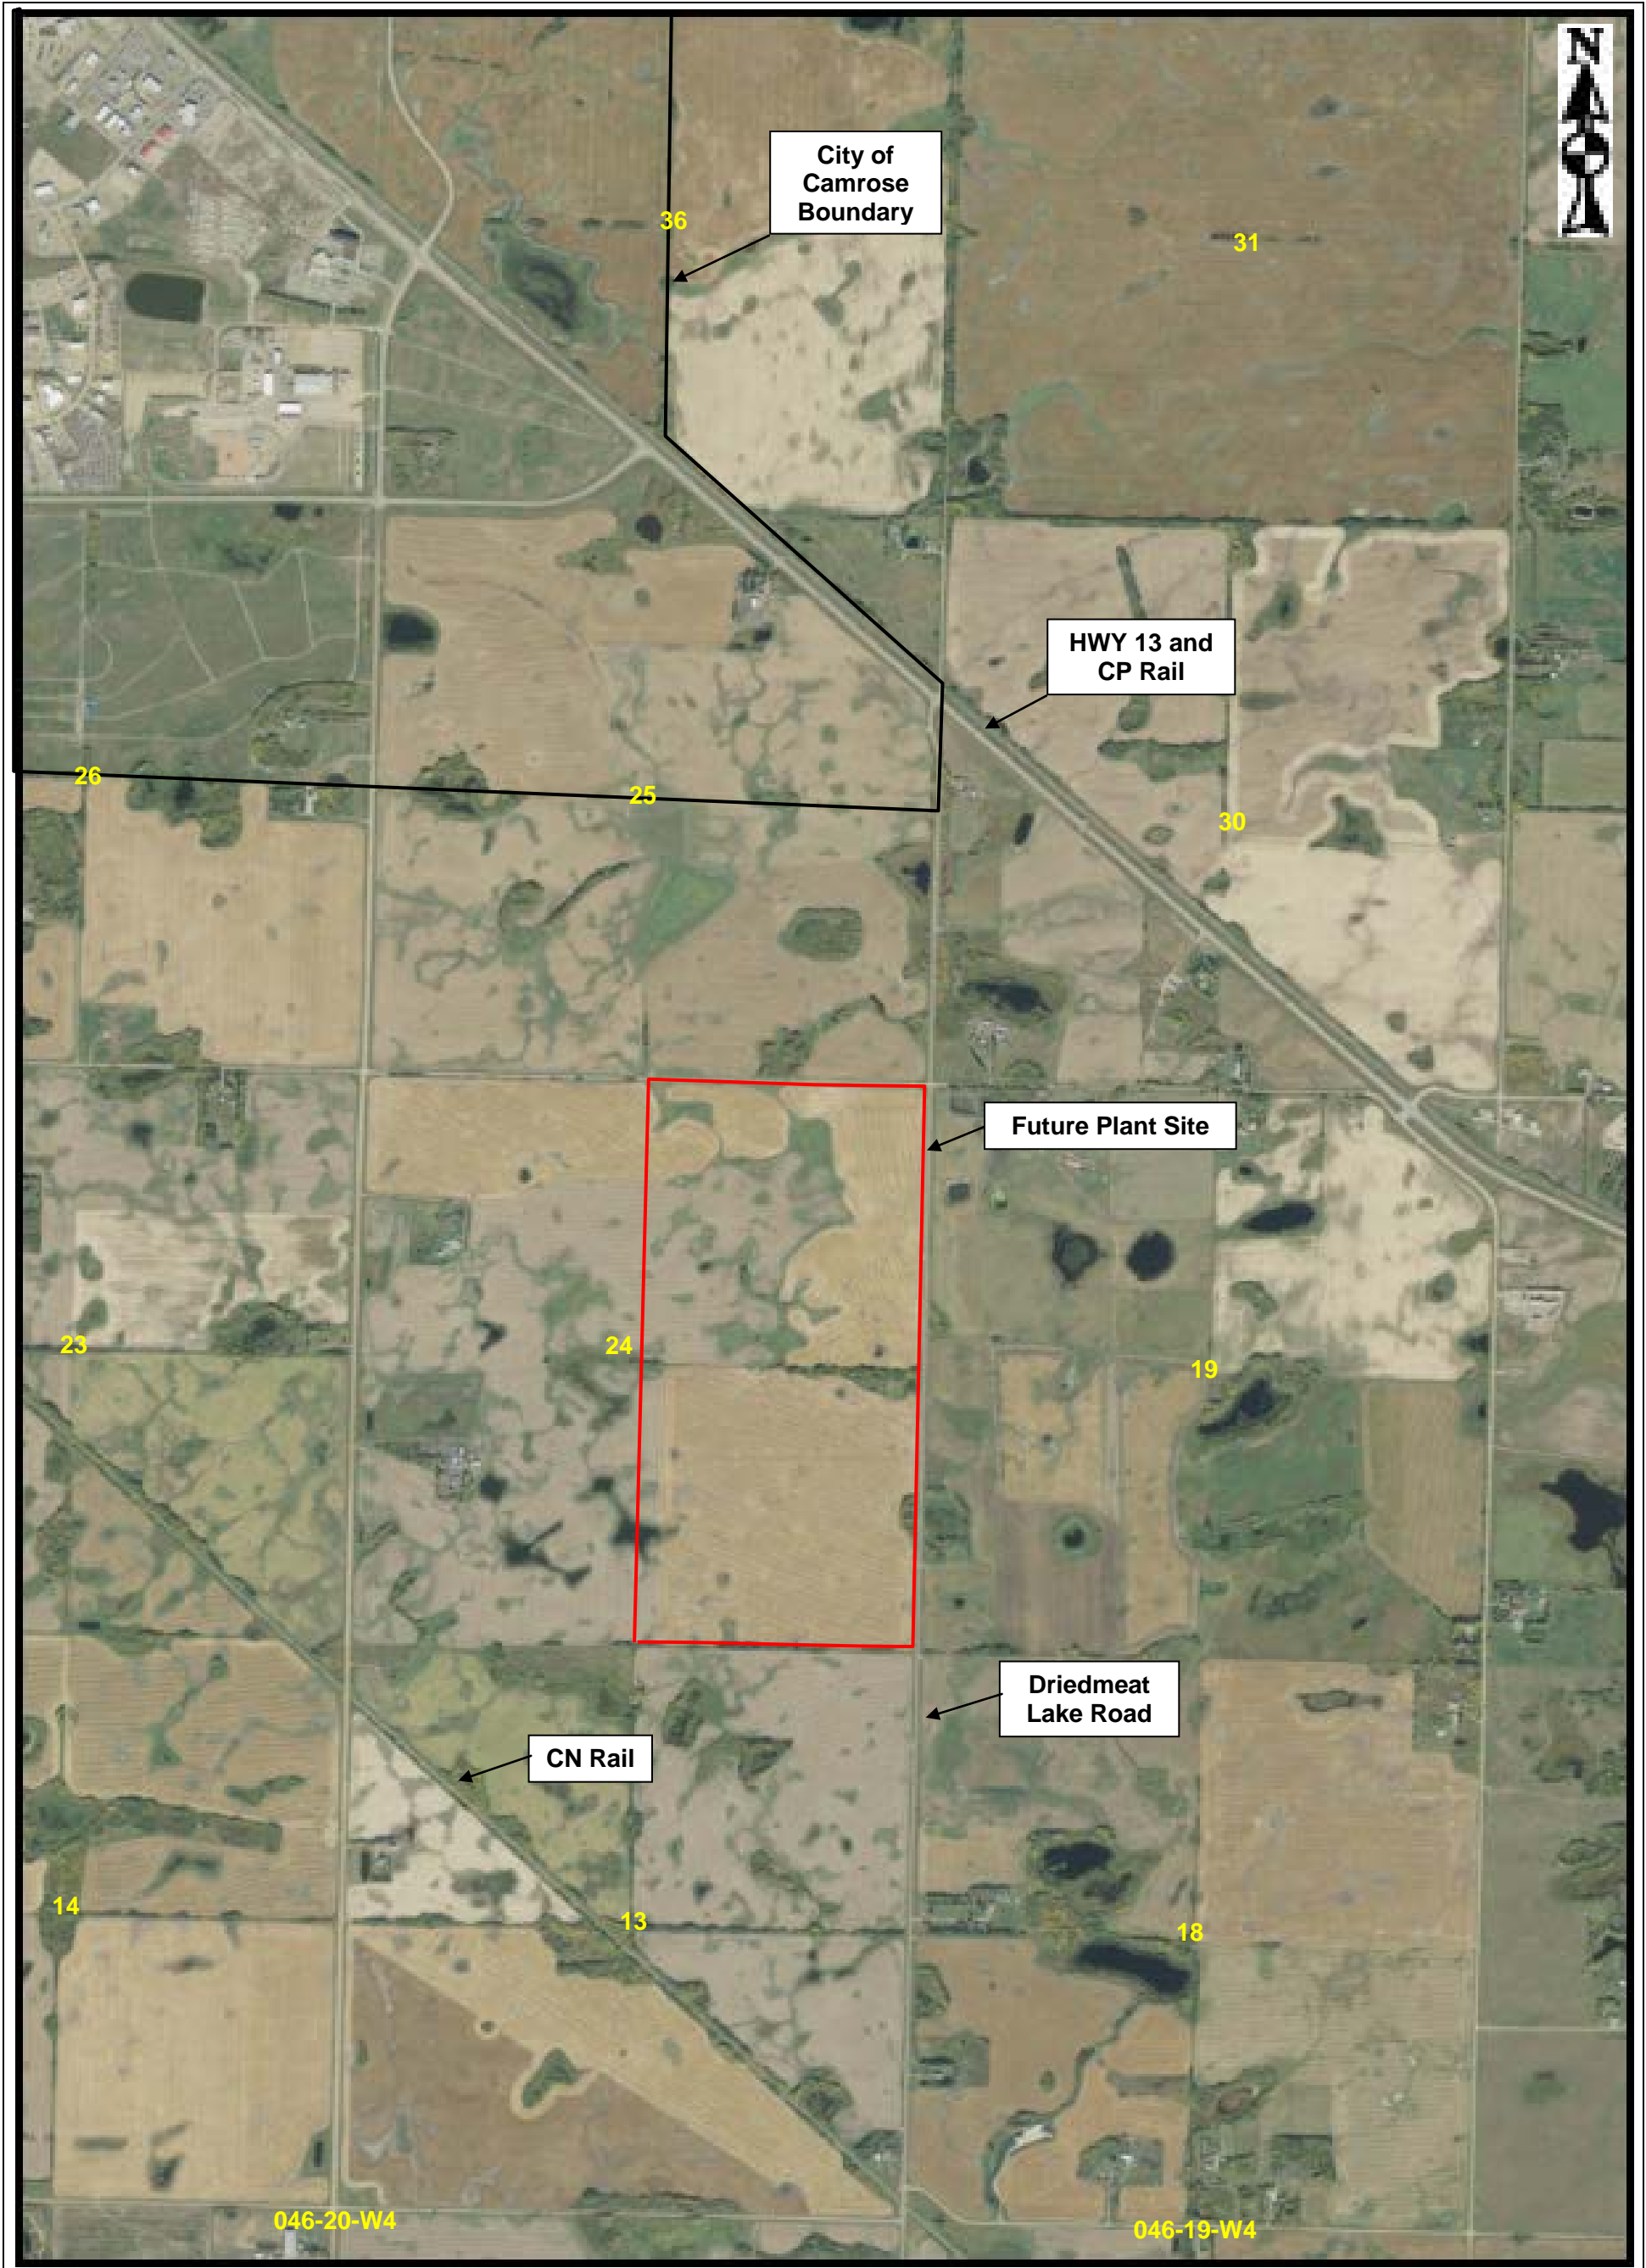 N
City of
Camrose
Boundary
36
31
HWY 13 and
CP Rail
26
25
30
Future Plant Site
23
24
19
Driedmeat
Lake Road
CN Rail
14
13
18
046-20-W4
046-19-W4